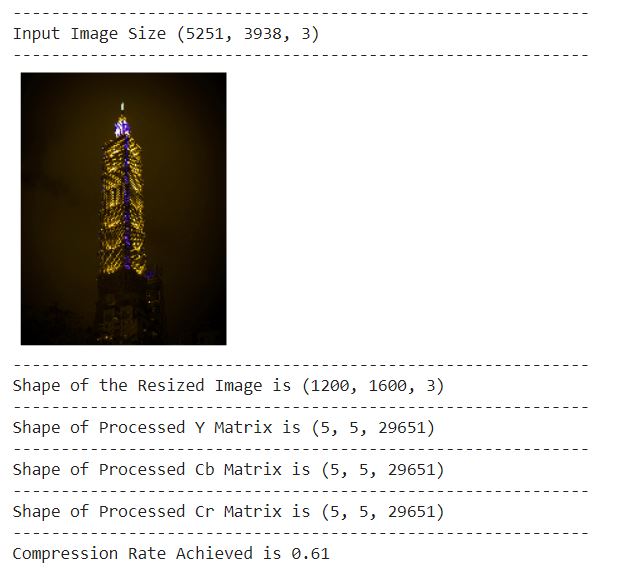 ------------------------------------------------------------
Input Image Size (5251, 3938, 3)
------------------------------------------------------------
------------------------------------------------------------
Shape of the Resized Image is (1200, 1600, 3)
------------------------------------------------------------
Shape of Processed Y Matrix is (5, 5, 29651)
------------------------------------------------------------
Shape of Processed Cb Matrix is (5, 5, 29651)
------------------------------------------------------------
Shape of Processed Cr Matrix is (5, 5, 29651)
------------------------------------------------------------
Compression Rate Achieved is 0.61